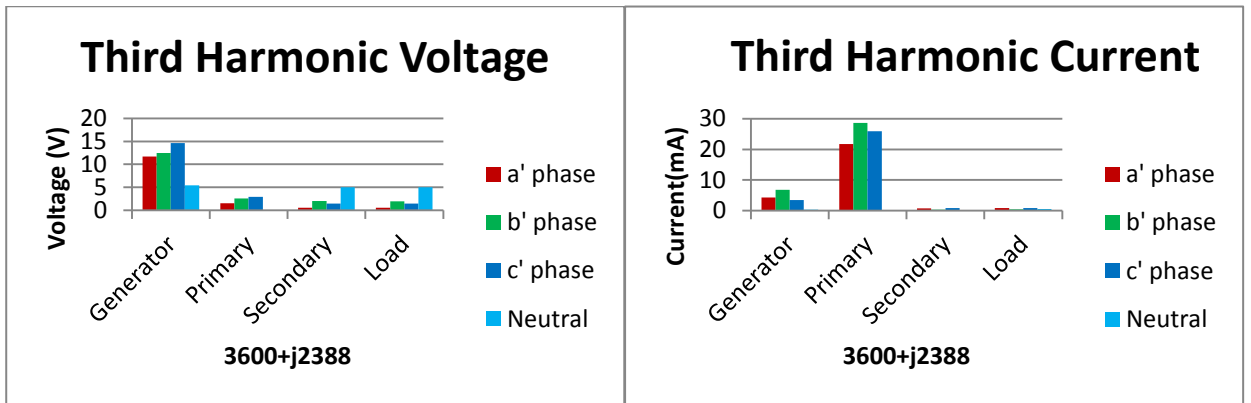 Third Harmonic Voltage
Voltage (V)
20
15
10
5
0
Generator
Primary
Secondary
Load
3600+j2388
a' phase
b' phase
c' phase
Neutral
Third Harmonic Current
Current(mA)
30
20
10
0
Generator
Primary
Secondary
Load
3600+j2388
a' phase
b' phase
c' phase
Neutral